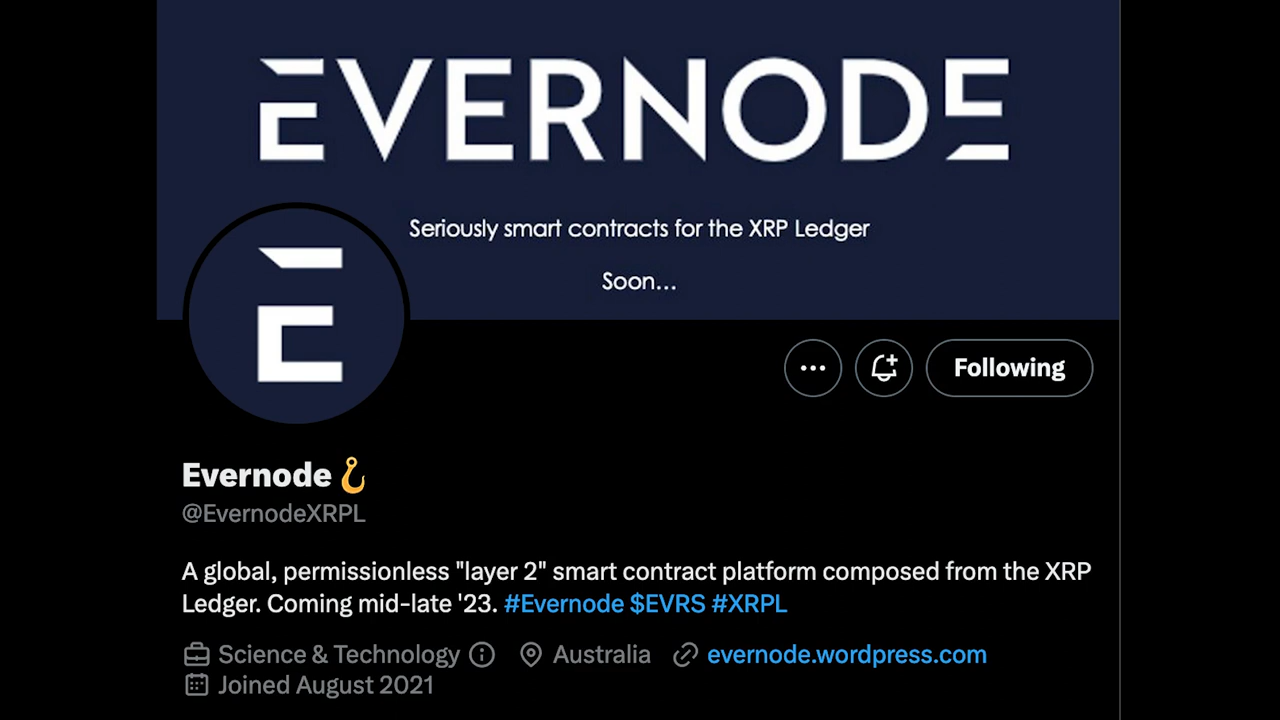 EVERNODE
Seriously smart contracts for the XRP Ledger
Soon...
E
Following
Evernode 🪝
@EvernodeXRPL
A global, permissionless "layer 2" smart contract platform composed from the XRP
Ledger. Coming mid-late '23. #Evernode $EVRS #XRPL
Science & Technology Australia evernode.wordpress.com
Joined August 2021